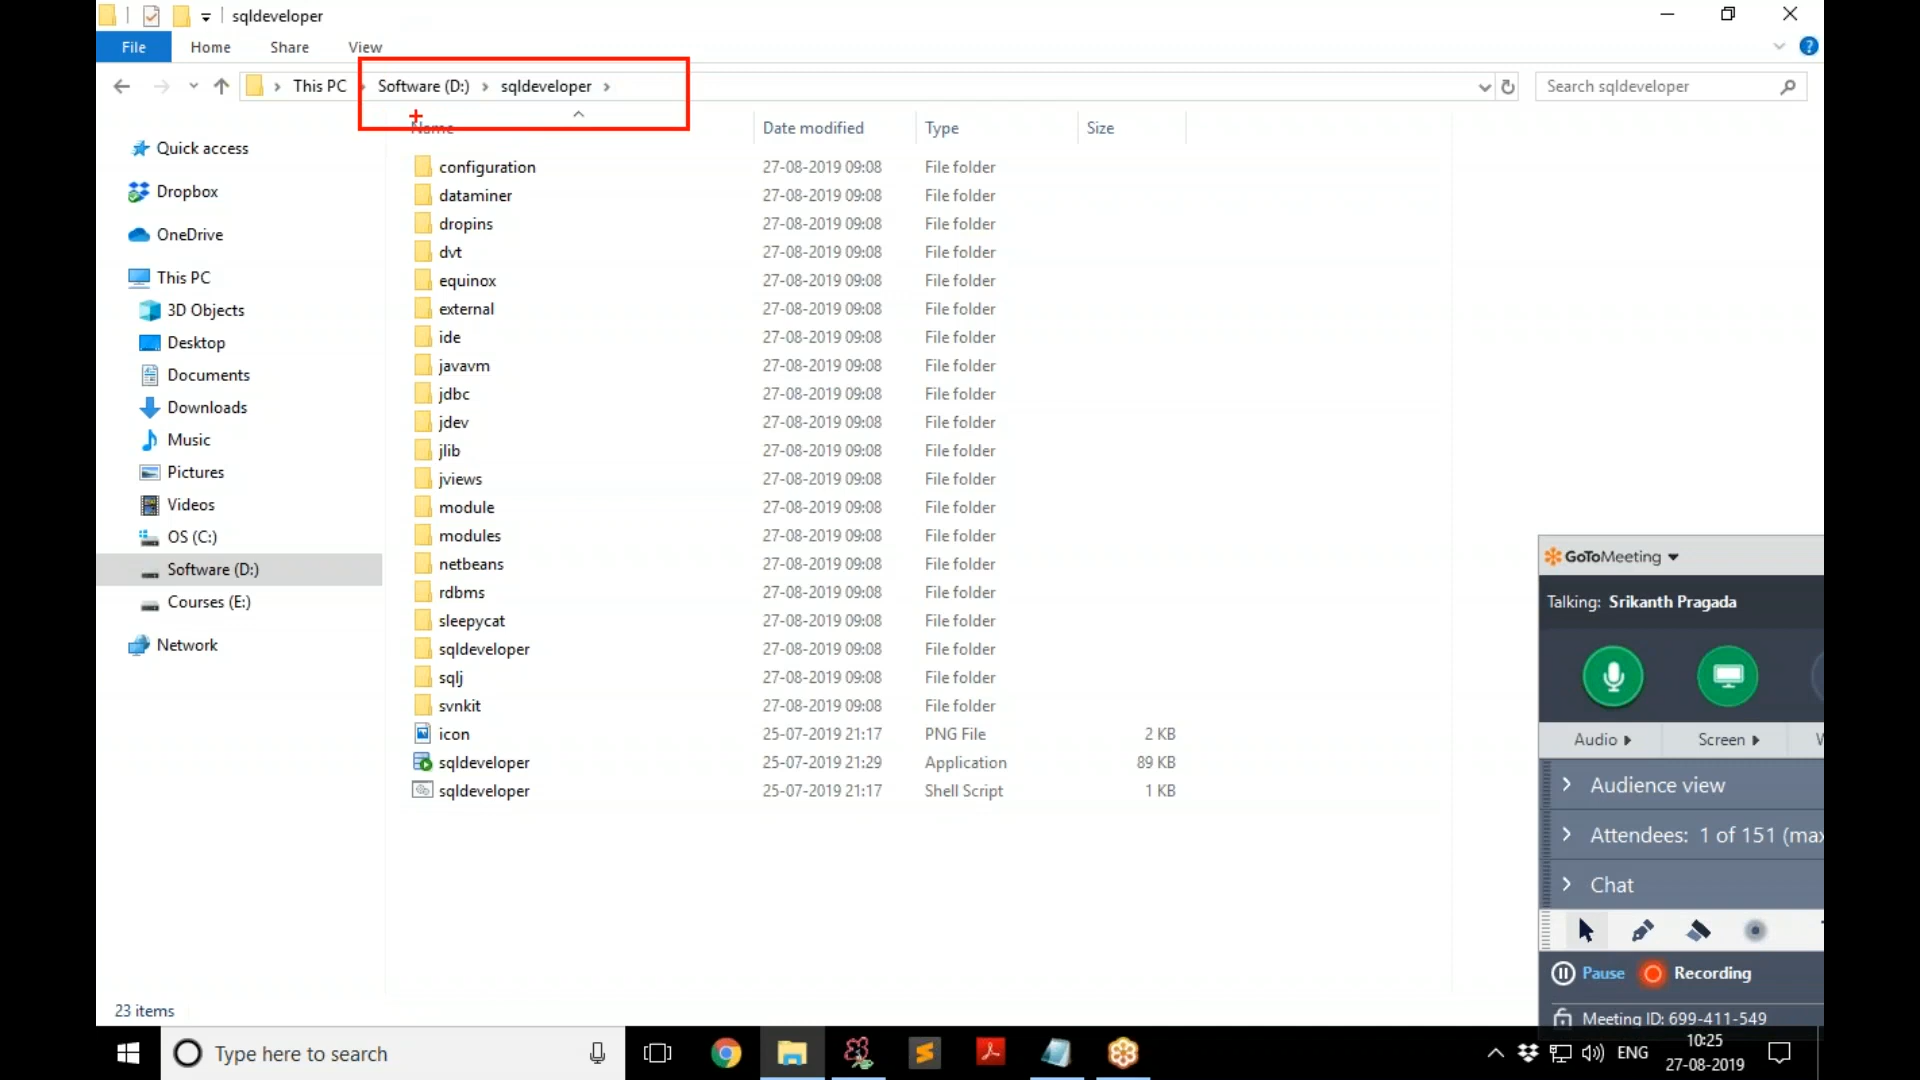 sqldeveloper
File Home Share View
This PC Software (D:) sqldeveloper
Search sqldeveloper
Name Date modified Type Size
Quick access
Dropbox
OneDrive
This PC
3D Objects
Desktop
Documents
Downloads
Music
Pictures
Videos
OS (C:)
Software (D:)
Courses (E:)
Network
configuration 27-08-2019 09:08 File folder
dataminer 27-08-2019 09:08 File folder
dropins 27-08-2019 09:08 File folder
dvt 27-08-2019 09:08 File folder
equinox 27-08-2019 09:08 File folder
external 27-08-2019 09:08 File folder
ide 27-08-2019 09:08 File folder
javavm 27-08-2019 09:08 File folder
jdbc 27-08-2019 09:08 File folder
jdev 27-08-2019 09:08 File folder
jlib 27-08-2019 09:08 File folder
jviews 27-08-2019 09:08 File folder
module 27-08-2019 09:08 File folder
modules 27-08-2019 09:08 File folder
netbeans 27-08-2019 09:08 File folder
rdbms 27-08-2019 09:08 File folder
sleepycat 27-08-2019 09:08 File folder
sqldeveloper 27-08-2019 09:08 File folder
sqlj 27-08-2019 09:08 File folder
svnkit 27-08-2019 09:08 File folder
icon 25-07-2019 21:17 PNG File 2 KB
sqldeveloper 25-07-2019 21:29 Application 89 KB
sqldeveloper 25-07-2019 21:17 Shell Script 1 KB
GoToMeeting
Talking: Srikanth Pragada
Audio Screen
Audience view
Attendees: 1 of 151 (max
Chat
Pause Recording
Meeting ID: 699-411-549
23 items
Type here to search
ENG
10:25
27-08-2019